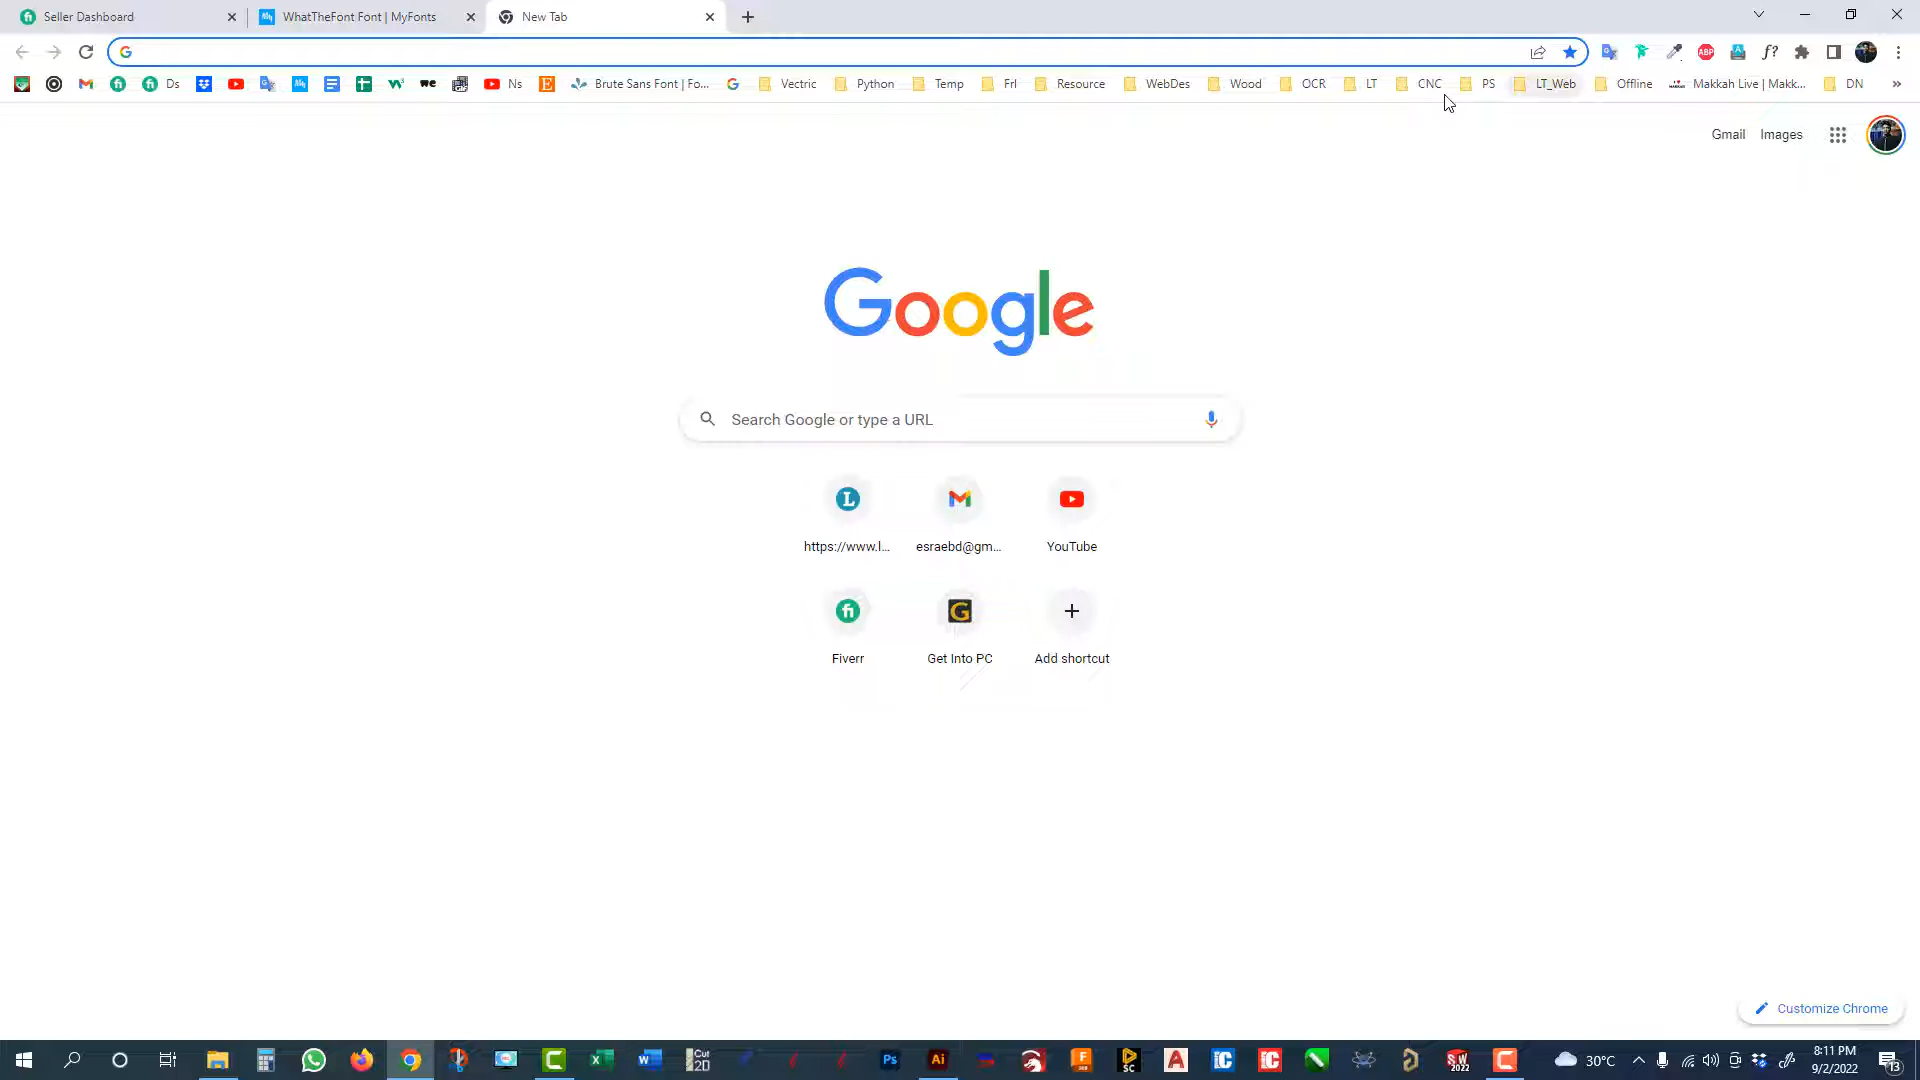 Seller Dashboard
WhatTheFont Font | MyFonts
New Tab
Ds
Ns
Brute Sans Font | Fo...
Vectric
Python
Temp
Frl
Resource
WebDes
Wood
OCR
LT
CNC
PS
LT_Web
Offline
Makkah Live | Makk...
DN
»
Gmail
Images
Google
Search Google or type a URL
https://www.l...
esraebd@gm...
YouTube
Fiverr
Get Into PC
Add shortcut
Customize Chrome
30°C
8:11 PM
9/2/2022